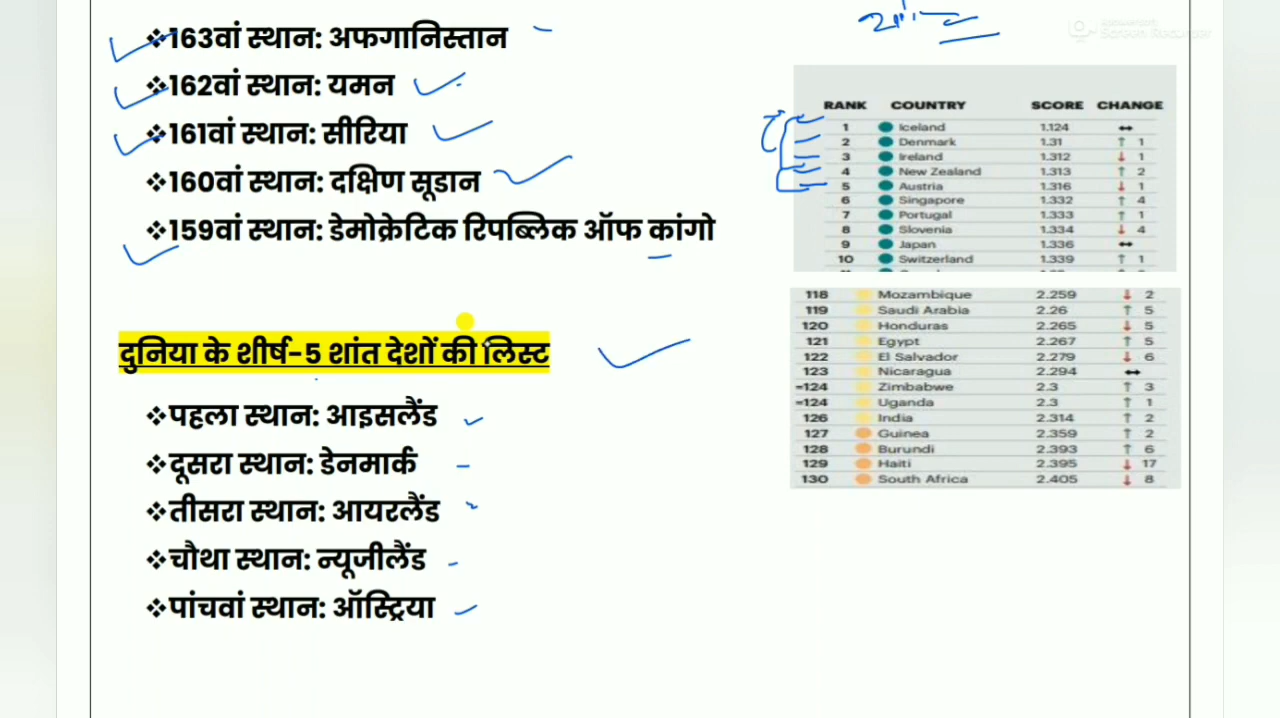 ❖163वां स्थान: अफगानिस्तान
❖162वां स्थान: यमन
❖161वां स्थान: सीरिया
❖160वां स्थान: दक्षिण सूडान
❖159वां स्थान: डेमोक्रेटिक रिपब्लिक ऑफ कांगो
दुनिया के शीर्ष-5 शांत देशों की लिस्ट
❖पहला स्थान: आइसलैंड
❖दूसरा स्थान: डेनमार्क
❖तीसरा स्थान: आयरलैंड
❖चौथा स्थान: न्यूजीलैंड
❖पांचवां स्थान: ऑस्ट्रिया
Screen Recorder
RANK COUNTRY SCORE CHANGE
1 Iceland 1.124 ↔
2 Denmark 1.31 ↑ 1
3 Ireland 1.312 ↓ 1
4 New Zealand 1.313 ↑ 2
5 Austria 1.316 ↓ 1
6 Singapore 1.332 ↑ 4
7 Portugal 1.333 ↑ 1
8 Slovenia 1.334 ↓ 4
9 Japan 1.336 ↔
10 Switzerland 1.339 ↑ 1
118 Mozambique 2.259 ↓ 2
119 Saudi Arabia 2.26 ↑ 5
120 Honduras 2.265 ↓ 5
121 Egypt 2.267 ↑ 5
122 El Salvador 2.279 ↓ 6
123 Nicaragua 2.294 ↔
=124 Zimbabwe 2.3 ↑ 3
=124 Uganda 2.3 ↑ 1
126 India 2.314 ↑ 2
127 Guinea 2.359 ↑ 2
128 Burundi 2.393 ↑ 6
129 Haiti 2.395 ↓ 17
130 South Africa 2.405 ↓ 8